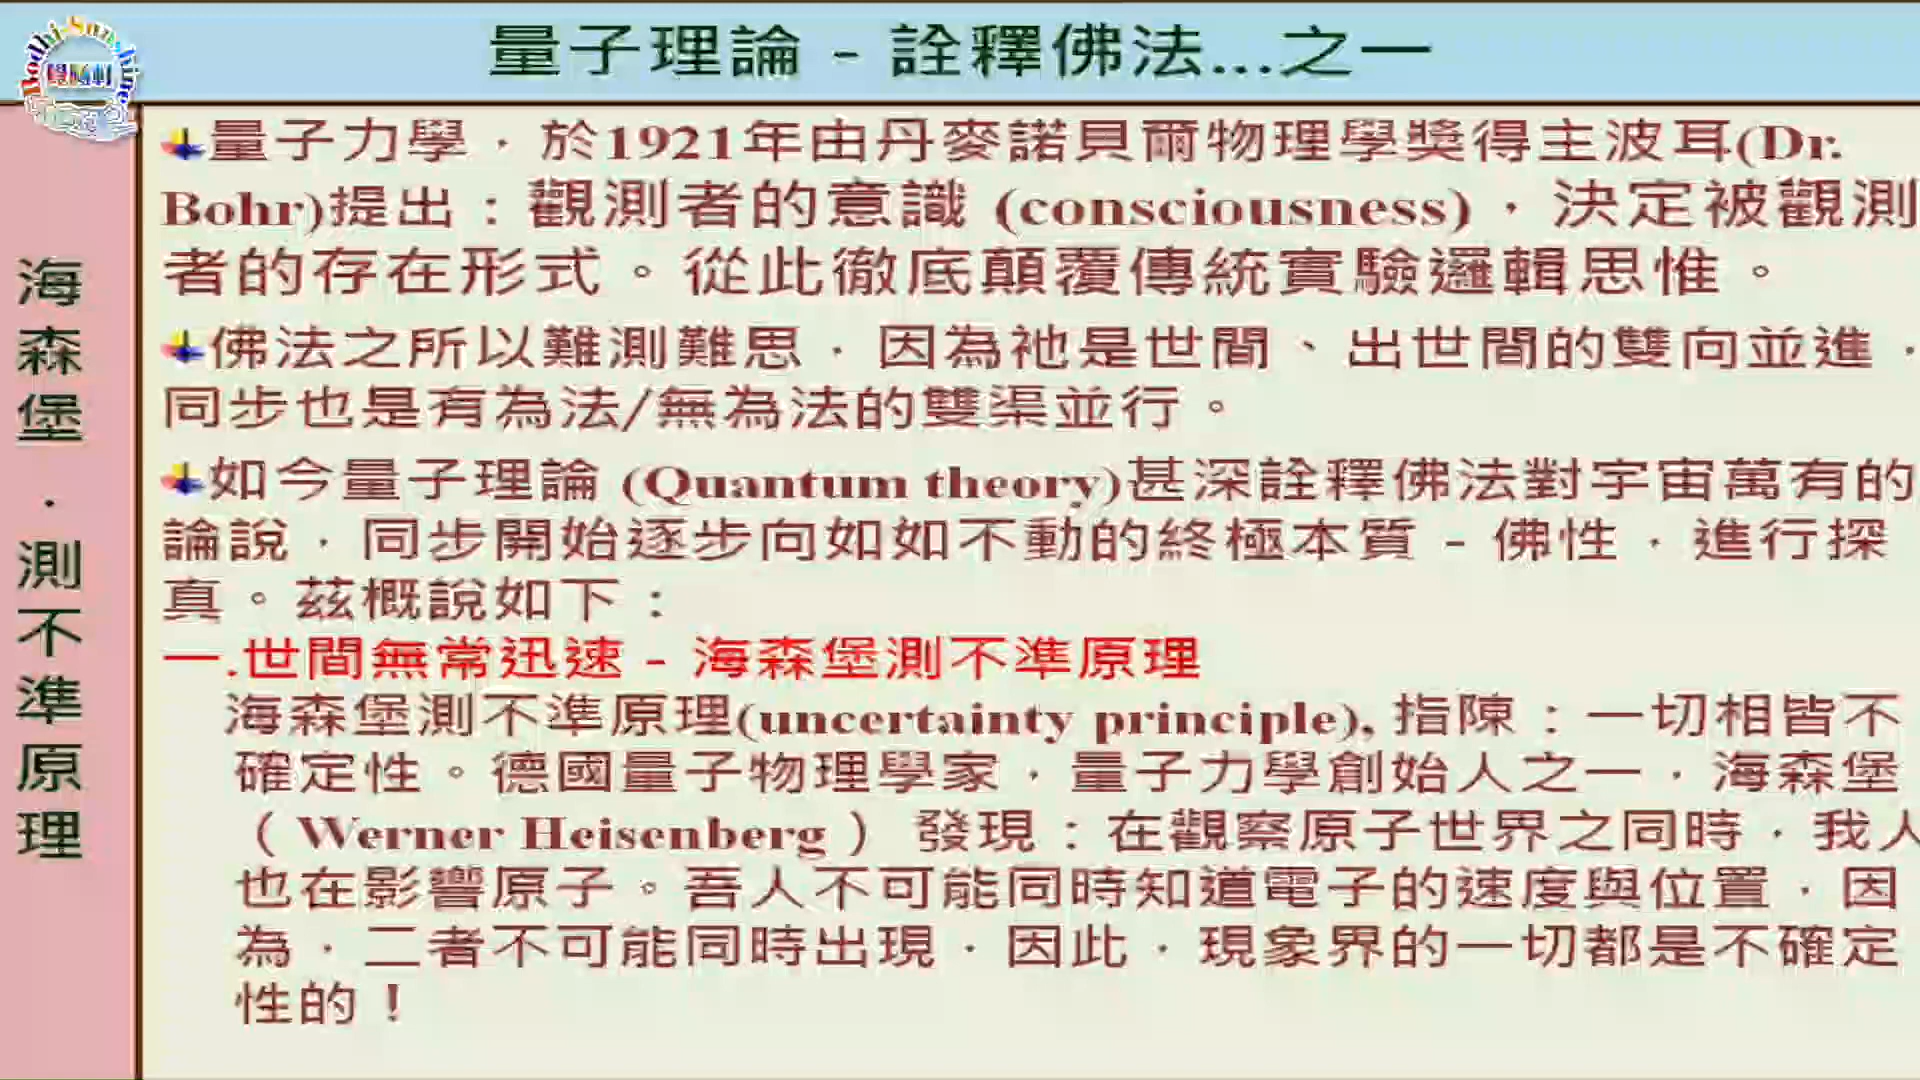 量子理論 - 詮釋佛法...之一
Bodhi Sunshine
覺風軒
海森堡．測不準原理
量子力學，於1921年由丹麥諾貝爾物理學獎得主波耳(Dr.
Bohr)提出：觀測者的意識 (consciousness)，決定被觀測
者的存在形式。從此徹底顛覆傳統實驗邏輯思惟。
佛法之所以難測難思，因為祂是世間、出世間的雙向並進，
同步也是有為法/無為法的雙渠並行。
如今量子理論 (Quantum theory)甚深詮釋佛法對宇宙萬有的
論說，同步開始逐步向如如不動的終極本質 - 佛性，進行探
真。茲概說如下：
一.世間無常迅速 - 海森堡測不準原理
海森堡測不準原理(uncertainty principle), 指陳：一切相皆不
確定性。德國量子物理學家，量子力學創始人之一，海森堡
（ Werner Heisenberg ） 發現：在觀察原子世界之同時，我人
也在影響原子。吾人不可能同時知道電子的速度與位置，因
為，二者不可能同時出現，因此，現象界的一切都是不確定
性的！